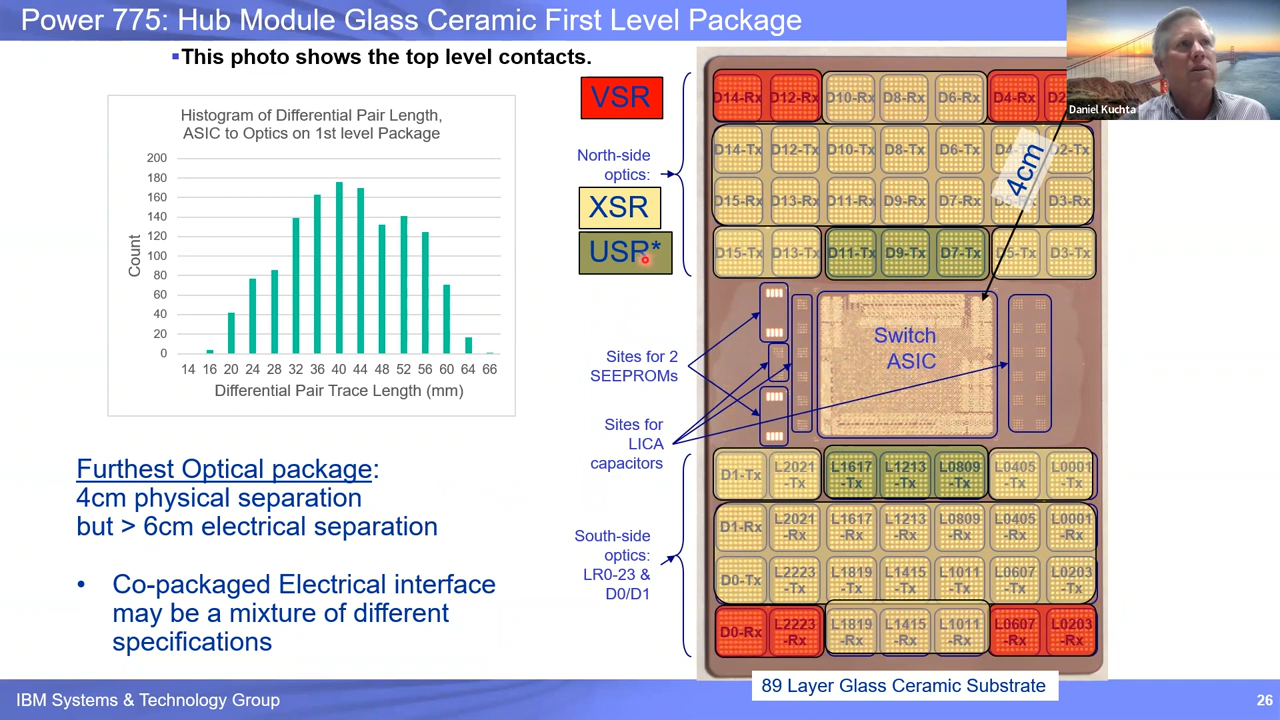 Power 775: Hub Module Glass Ceramic First Level Package
▪This photo shows the top level contacts.
Histogram of Differential Pair Length,
ASIC to Optics on 1st level Package
Count
200
180
160
140
120
100
80
60
40
20
0
14 16 20 24 28 32 36 40 44 48 52 56 60 64 66
Differential Pair Trace Length (mm)
Furthest Optical package:
4cm physical separation
but > 6cm electrical separation
• Co-packaged Electrical interface
may be a mixture of different
specifications
VSR
North-side
optics:
XSR
USR*
Sites for 2
SEEPROMs
Sites for
LICA
capacitors
South-side
optics:
LR0-23 &
D0/D1
D14-Rx D12-Rx D10-Rx D8-Rx D6-Rx D4-Rx
D14-Tx D12-Tx D10-Tx D8-Tx D6-Tx D4-Tx D2-Tx
D15-Rx D13-Rx D11-Rx D9-Rx D7-Rx D5-Rx D3-Rx
D15-Tx D13-Tx D11-Tx D9-Tx D7-Tx D5-Tx D3-Tx
4cm
Switch
ASIC
D1-Tx L2021-Tx L1617-Tx L1213-Tx L0809-Tx L0405-Tx L0001-Tx
D1-Rx L2021-Rx L1617-Rx L1213-Rx L0809-Rx L0405-Rx L0001-Rx
D0-Tx L2223-Tx L1819-Tx L1415-Tx L1011-Tx L0607-Tx L0203-Tx
D0-Rx L2223-Rx L1819-Rx L1415-Rx L1011-Rx L0607-Rx L0203-Rx
89 Layer Glass Ceramic Substrate
Daniel Kuchta
IBM Systems & Technology Group
26